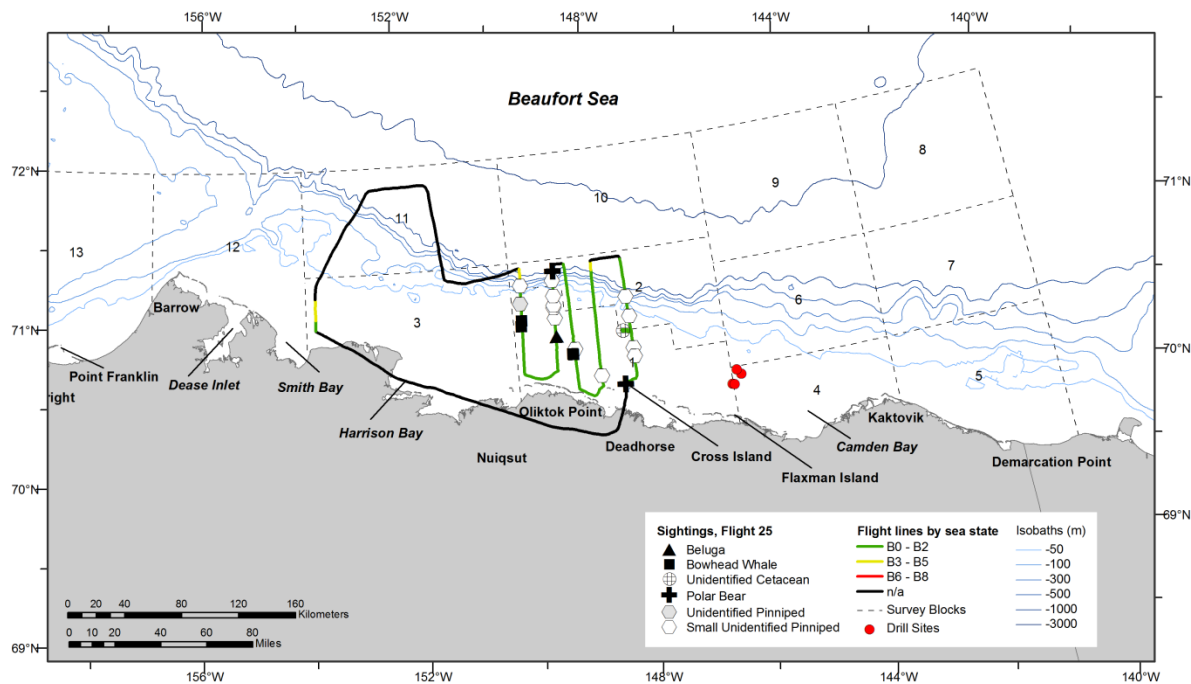 156°W
152°W
148°W
144°W
140°W
Beaufort Sea
8
72°N
71°N
9
10
11
13
12
7
2
6
Barrow
3
71°N
70°N
1
Point Franklin
Dease Inlet
Smith Bay
5
4
right
Oliktok Point
Kaktovik
Harrison Bay
Deadhorse
Camden Bay
Nuiqsut
Cross Island
Demarcation Point
Flaxman Island
70°N
69°N
Sightings, Flight 25
Beluga
Bowhead Whale
Unidentified Cetacean
Polar Bear
Unidentified Pinniped
Small Unidentified Pinniped
Flight lines by sea state
B0 - B2
B3 - B5
B6 - B8
n/a
Survey Blocks
Drill Sites
Isobaths (m)
-50
-100
-300
-500
-1000
-3000
0 20 40 80 120 160
Kilometers
0 10 20 40 60 80
Miles
69°N
156°W
152°W
148°W
144°W
140°W